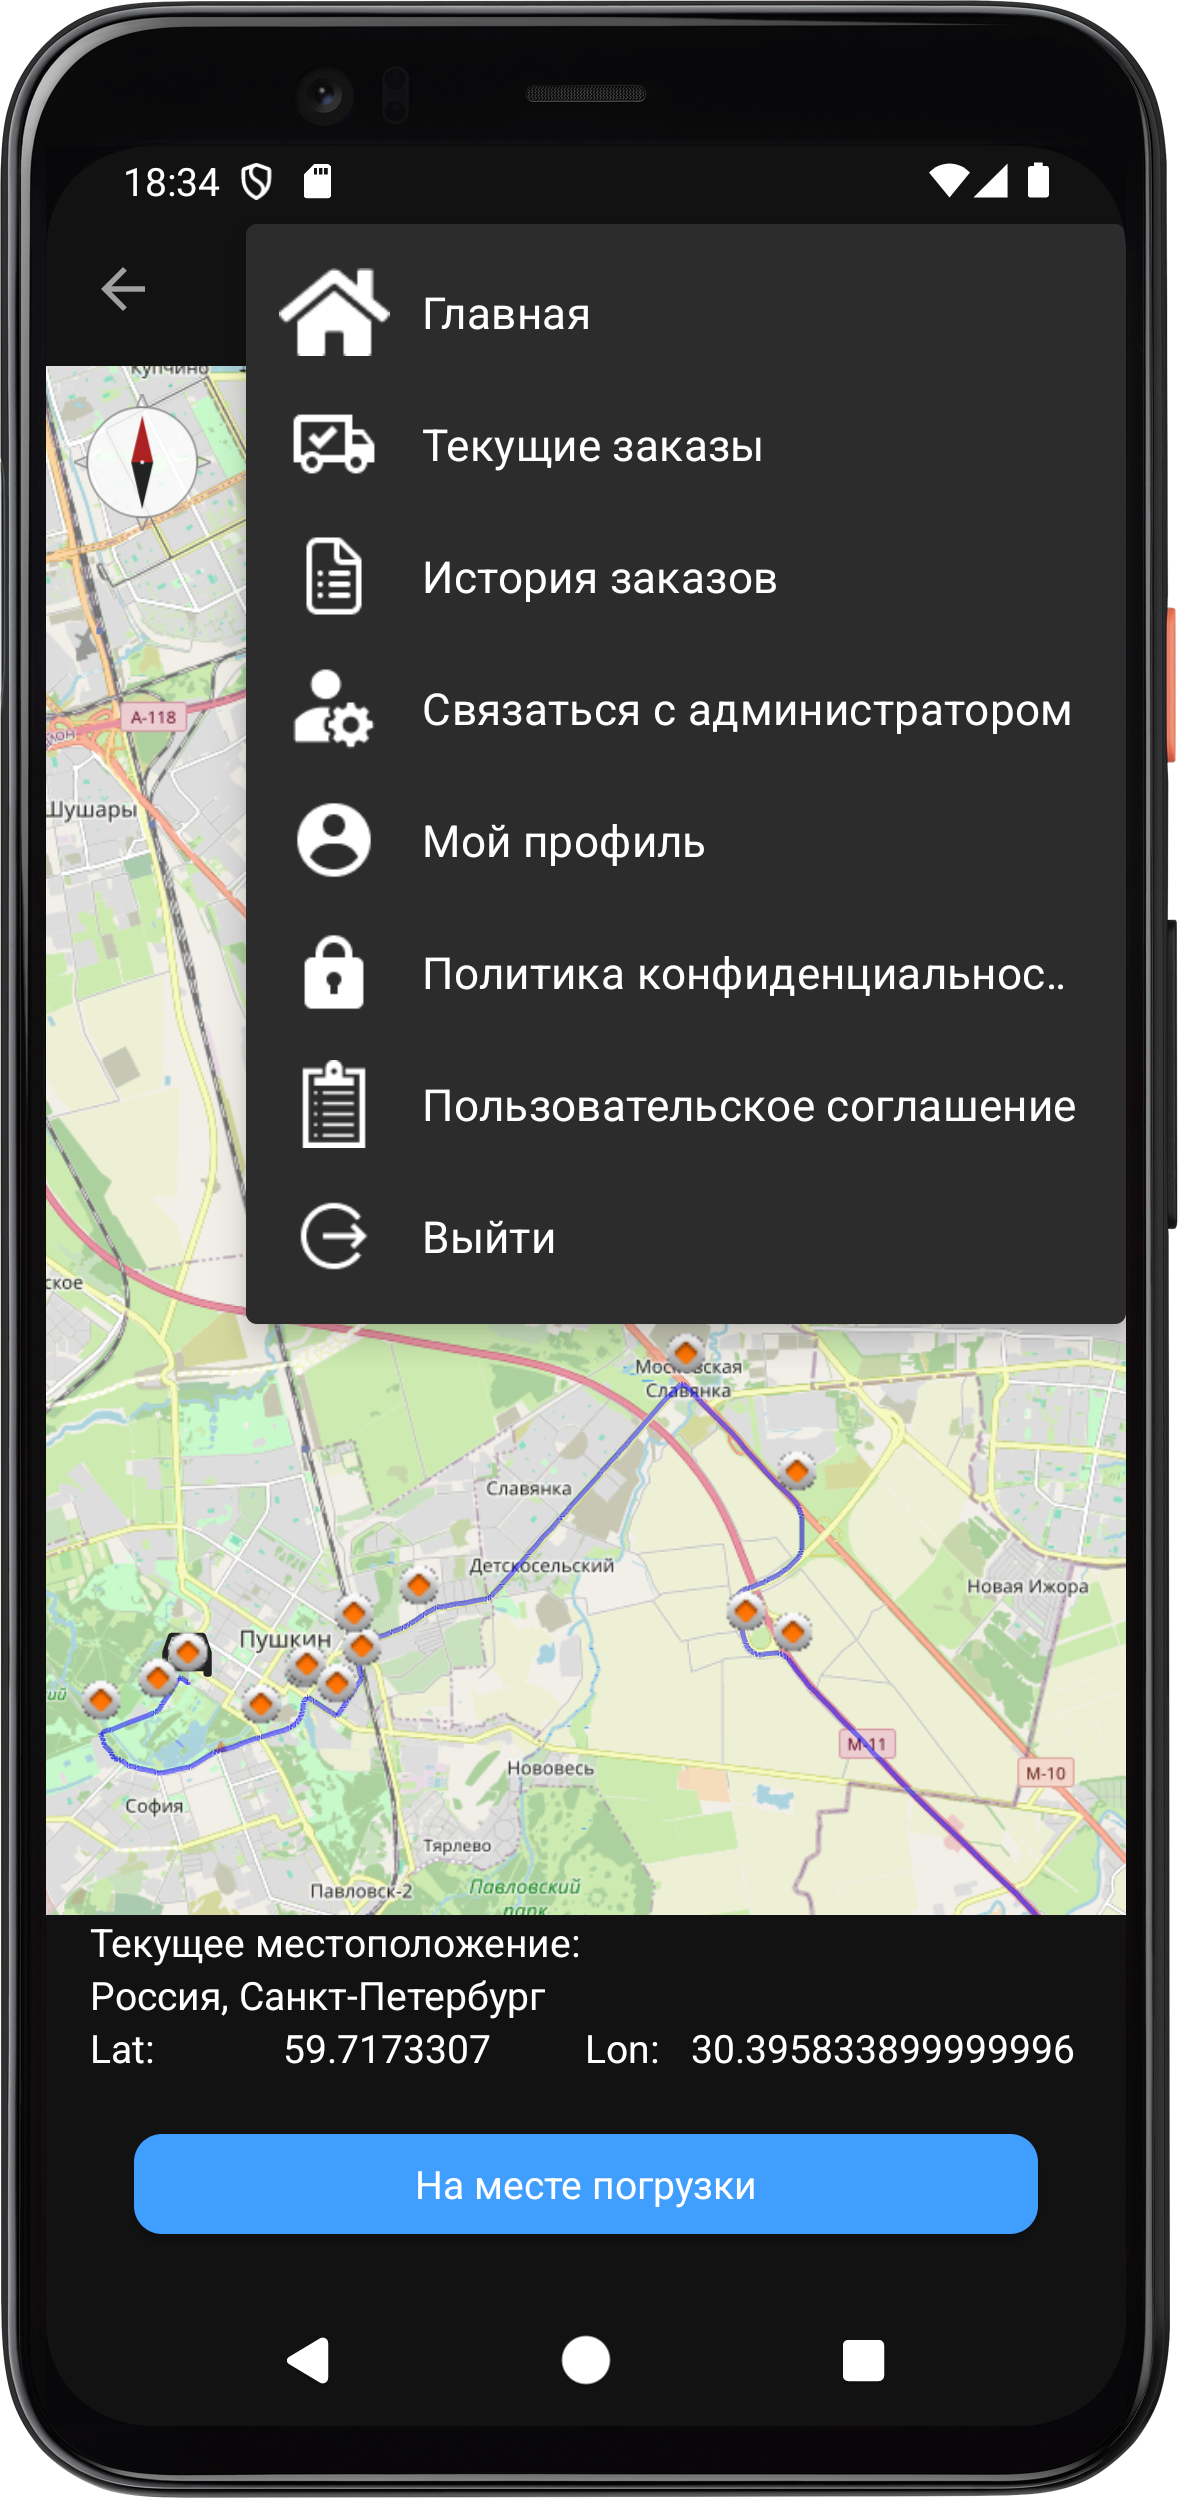 18:34
Главная
Текущие заказы
История заказов
Связаться с администратором
Мой профиль
Политика конфиденциальнос..
Пользовательское соглашение
Выйти
Купчино
А-118
Шушары
ское
Славянка
Славянка
Детскосельский
Новая Ижора
Пушкин
ий
М-11
М-10
Нововесь
София
Тярлево
Павловск-2
Павловский
парк
Текущее местоположение:
Россия, Санкт-Петербург
Lat: 59.7173307 Lon: 30.395833899999996
На месте погрузки